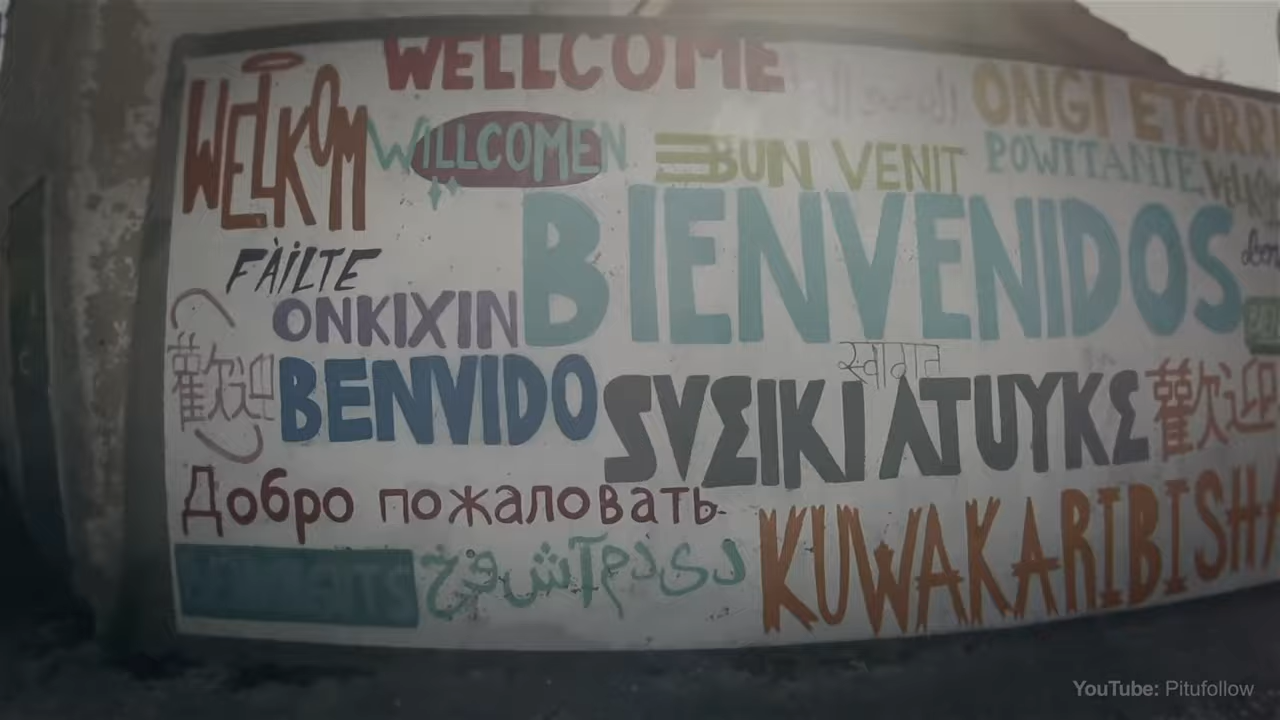 WELLCOME
WELKOM
ONGI ETORRI
WILLCOMEN
BUN VENIT
POWITANIE
BIENVENIDOS
FÀILTE
ONKIXIN
स्वागत
歡迎
BENVIDO
SVEIKI ATUYKE
歡迎
Добро пожаловать
KUWAKARIBISHA
YouTube: Pitufollow